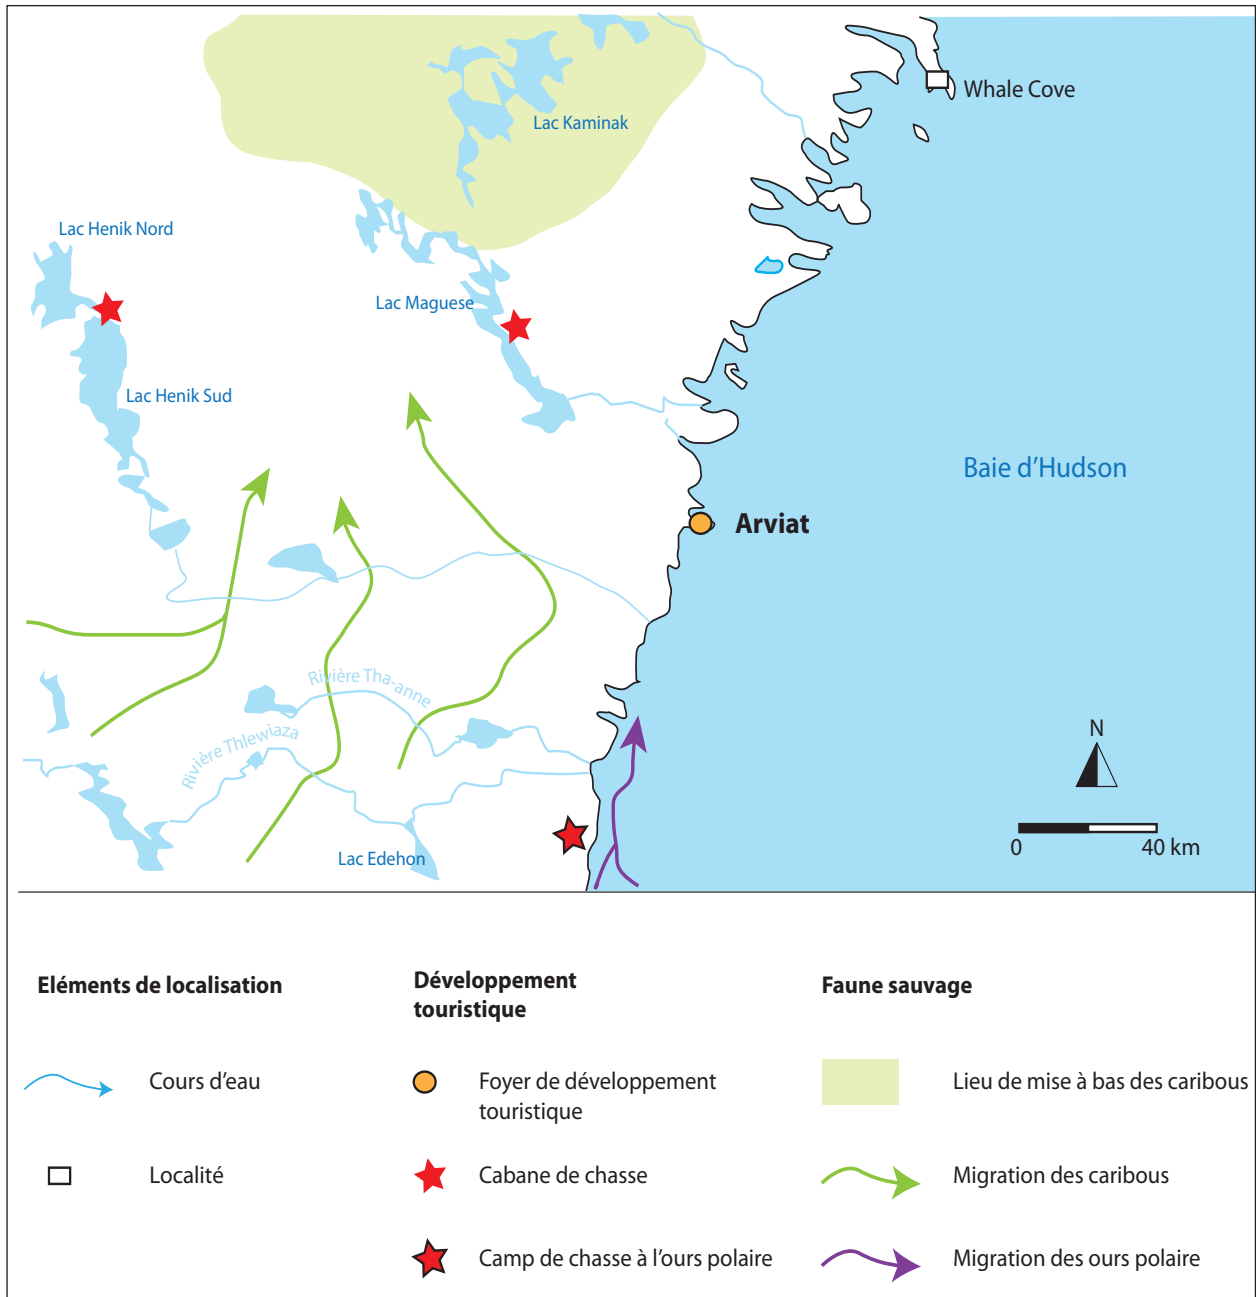 Whale Cove
Lac Kaminak
Lac Henik Nord
Lac Maguese
Lac Henik Sud
Baie d'Hudson
Arviat
Rivière Tha-anne
Rivière Thlewiaza
N
Lac Edehon
0 40 km
Eléments de localisation
Cours d'eau
Localité
Développement
touristique
Foyer de développement
touristique
Cabane de chasse
Camp de chasse à l'ours polaire
Faune sauvage
Lieu de mise à bas des caribous
Migration des caribous
Migration des ours polaire